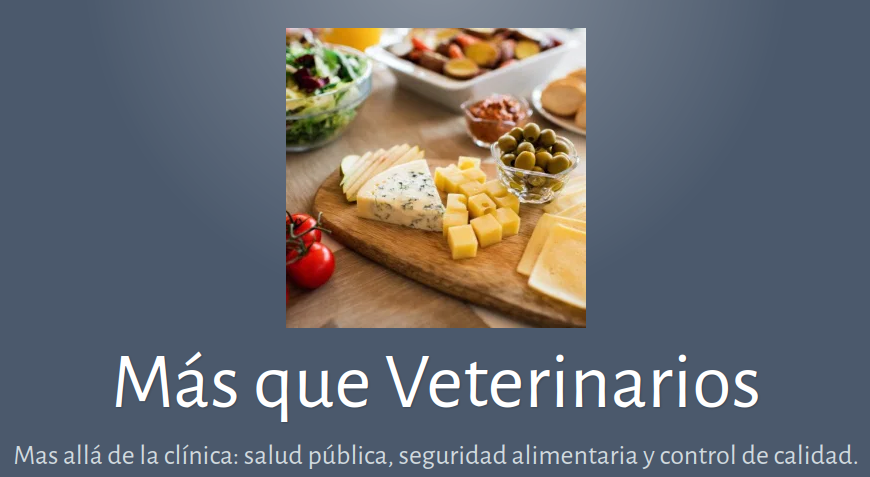 Más que Veterinarios
Mas allá de la clínica: salud pública, seguridad alimentaria y control de calidad.